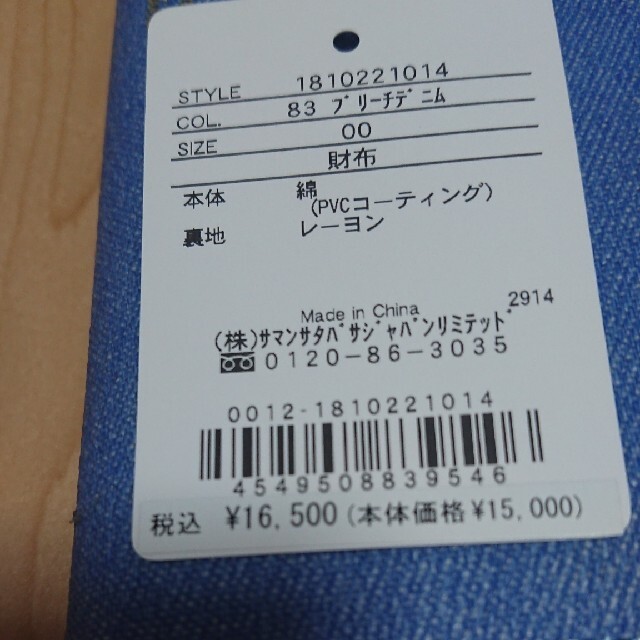 STYLE 1810221014
COL. 83 ﾌﾞﾘｰﾁﾃﾞﾆﾑ
SIZE 00
財布
本体 綿
(PVCコーティング)
裏地 レーヨン
2914
Made in China
(株)ｻﾏﾝｻﾀﾊﾞｻｼﾞｬﾊﾟﾝﾘﾐﾃｯﾄﾞ
0120-86-3035
0012-1810221014
4549508839546
税込 ¥16,500(本体価格¥15,000)